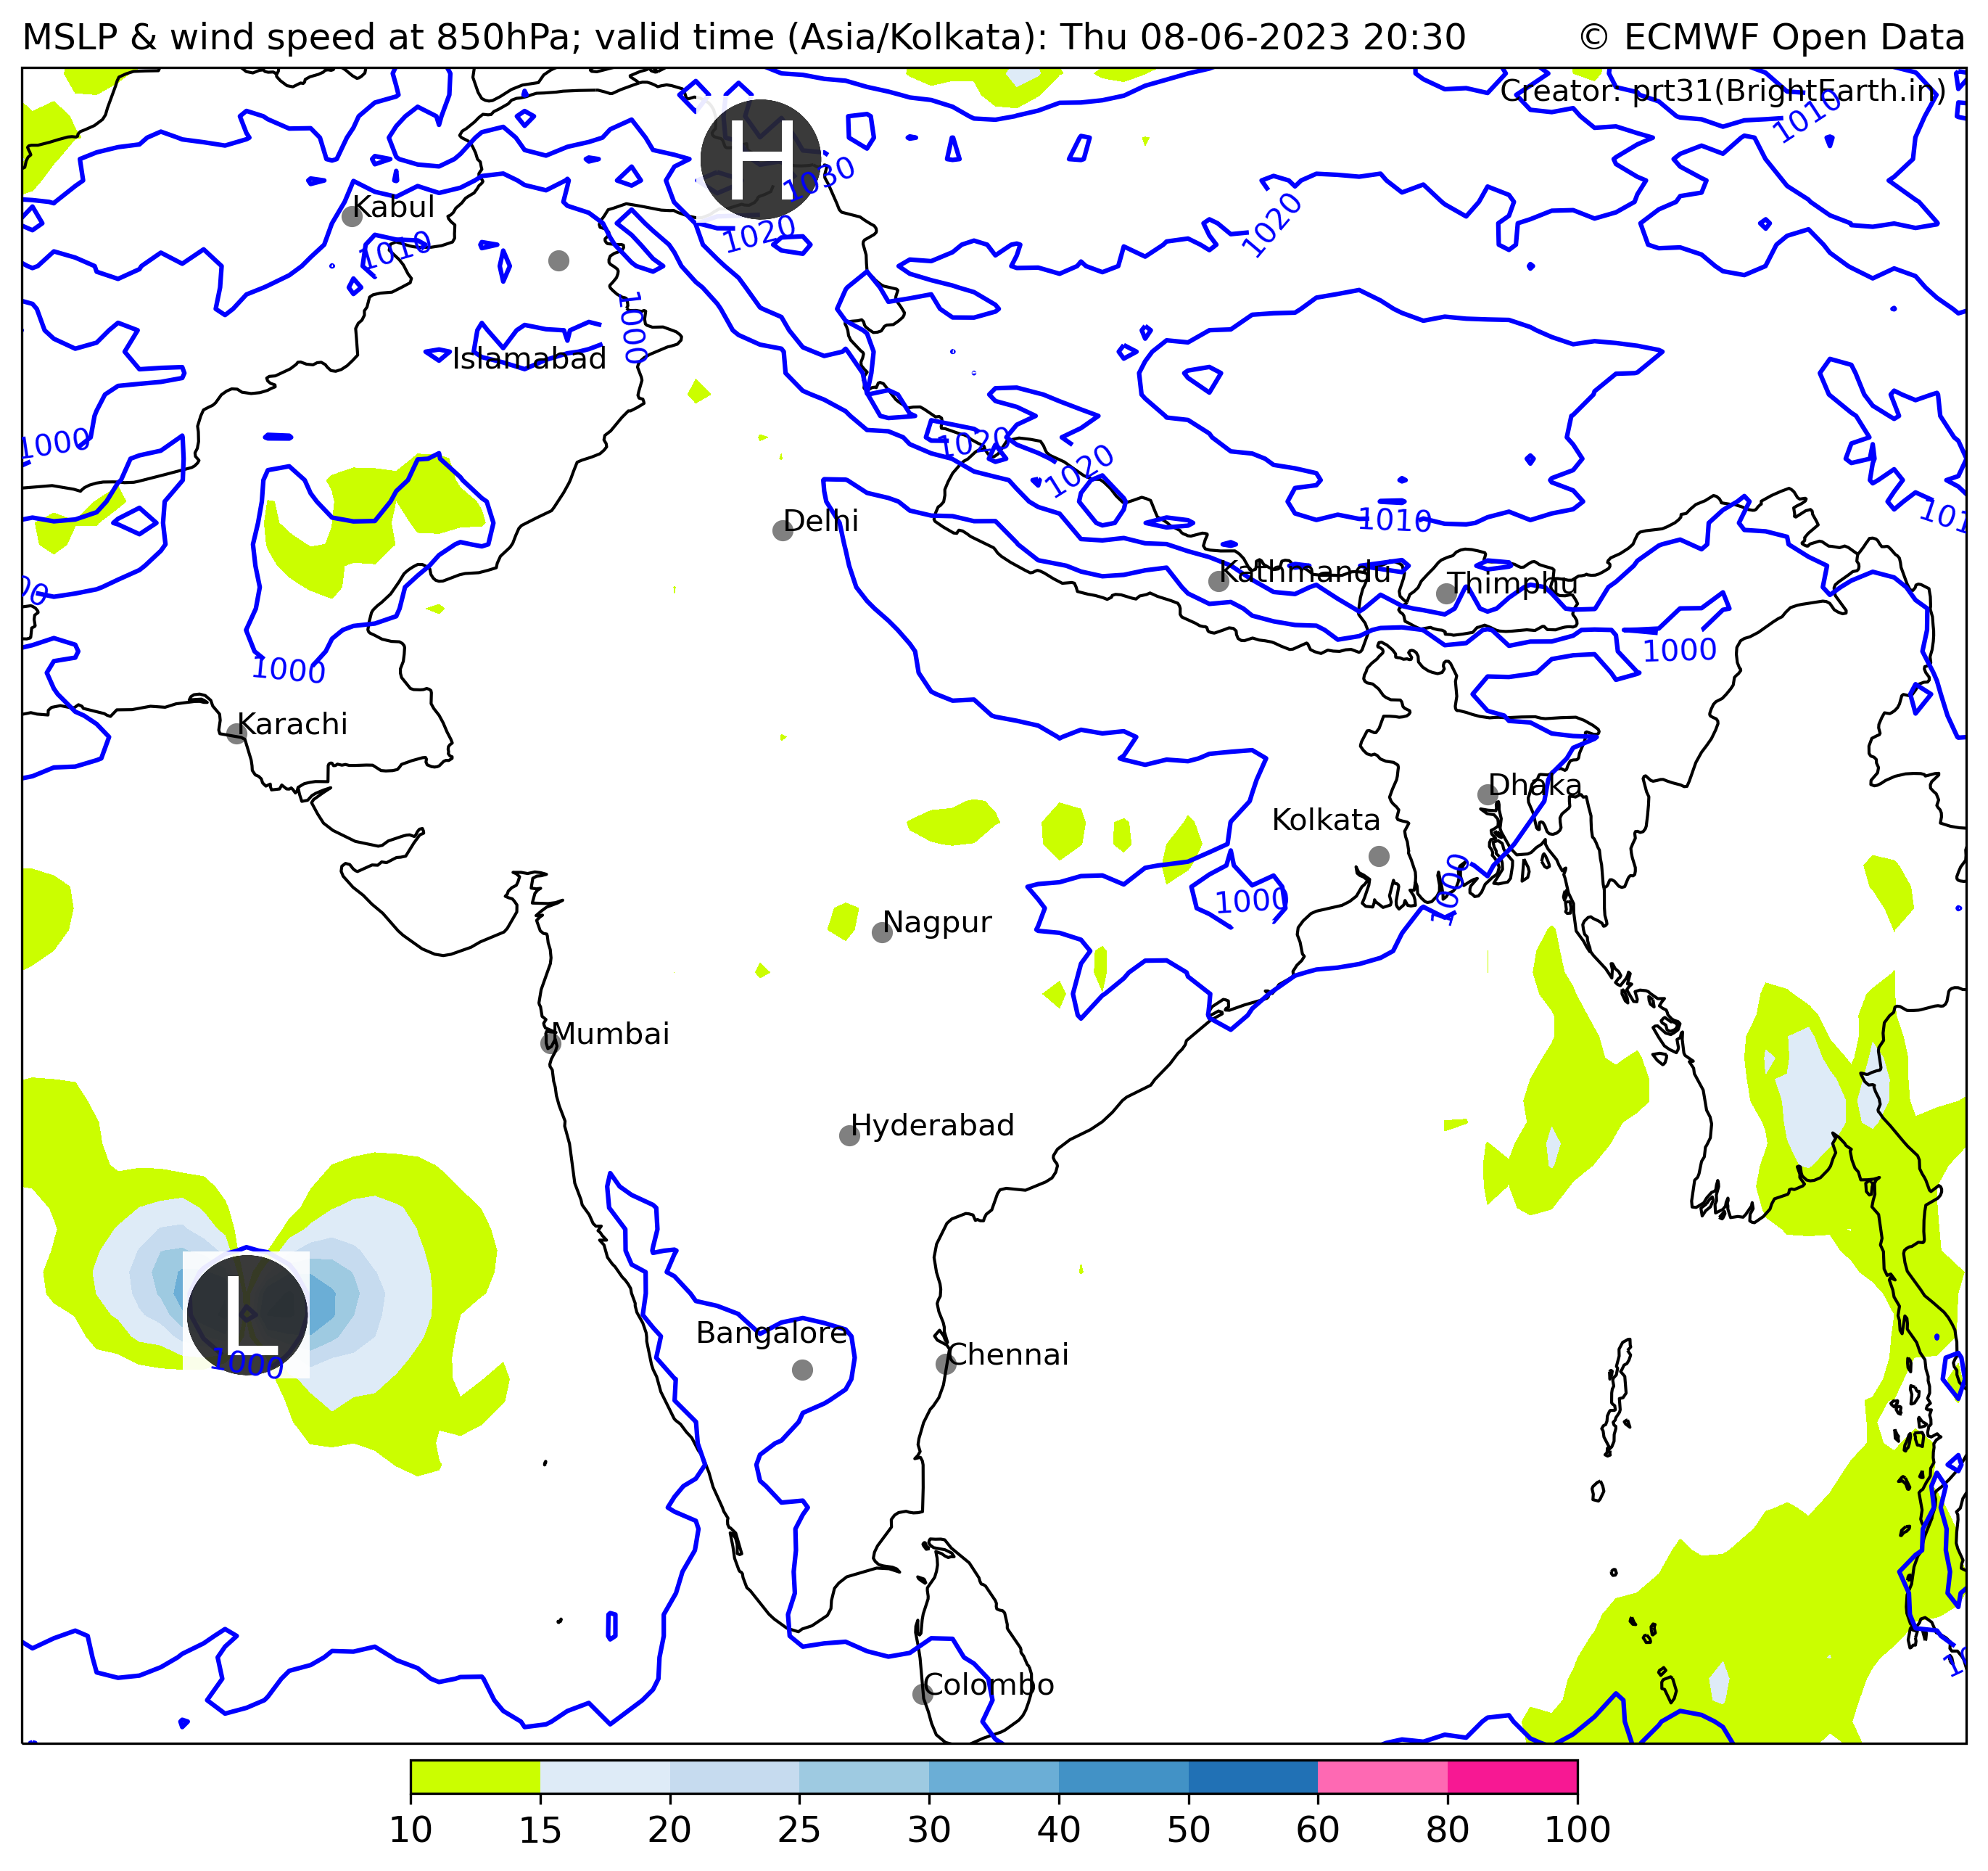 MSLP & wind speed at 850hPa; valid time (Asia/Kolkata): Thu 08-06-2023 20:30 © ECMWF Open Data
Creator: prt31(BrightEarth.in)
1010
H
1030
Kabul
1020
1020
1010
1000
Islamabad
1000
1020
1020
Delhi
1010
Kathmandu
Thimphu
1000
1000
Karachi
Dhaka
Kolkata
1000
1000
Nagpur
Mumbai
Hyderabad
L
1000
Bangalore
Chennai
Colombo
10 15 20 25 30 40 50 60 80 100